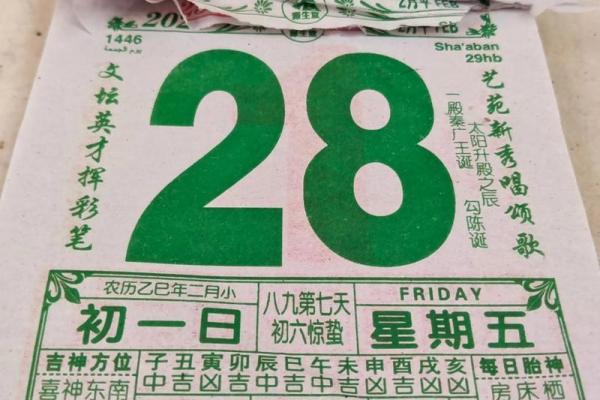 202
4月4 FEB
1446
Sha'aban
29hb
28
文坛英才挥彩笔
艺苑新秀唱颂歌
一殿秦广王诞
太阳升殿之辰
勾陈诞
农历乙巳年二月小
初一日
八九第七天
初六惊蛰
FRIDAY
星期五
吉神方位
喜神东南
子丑寅卯辰巳午未申酉戌亥
中吉凶吉中吉中吉凶吉凶凶
每日胎神
房床栖